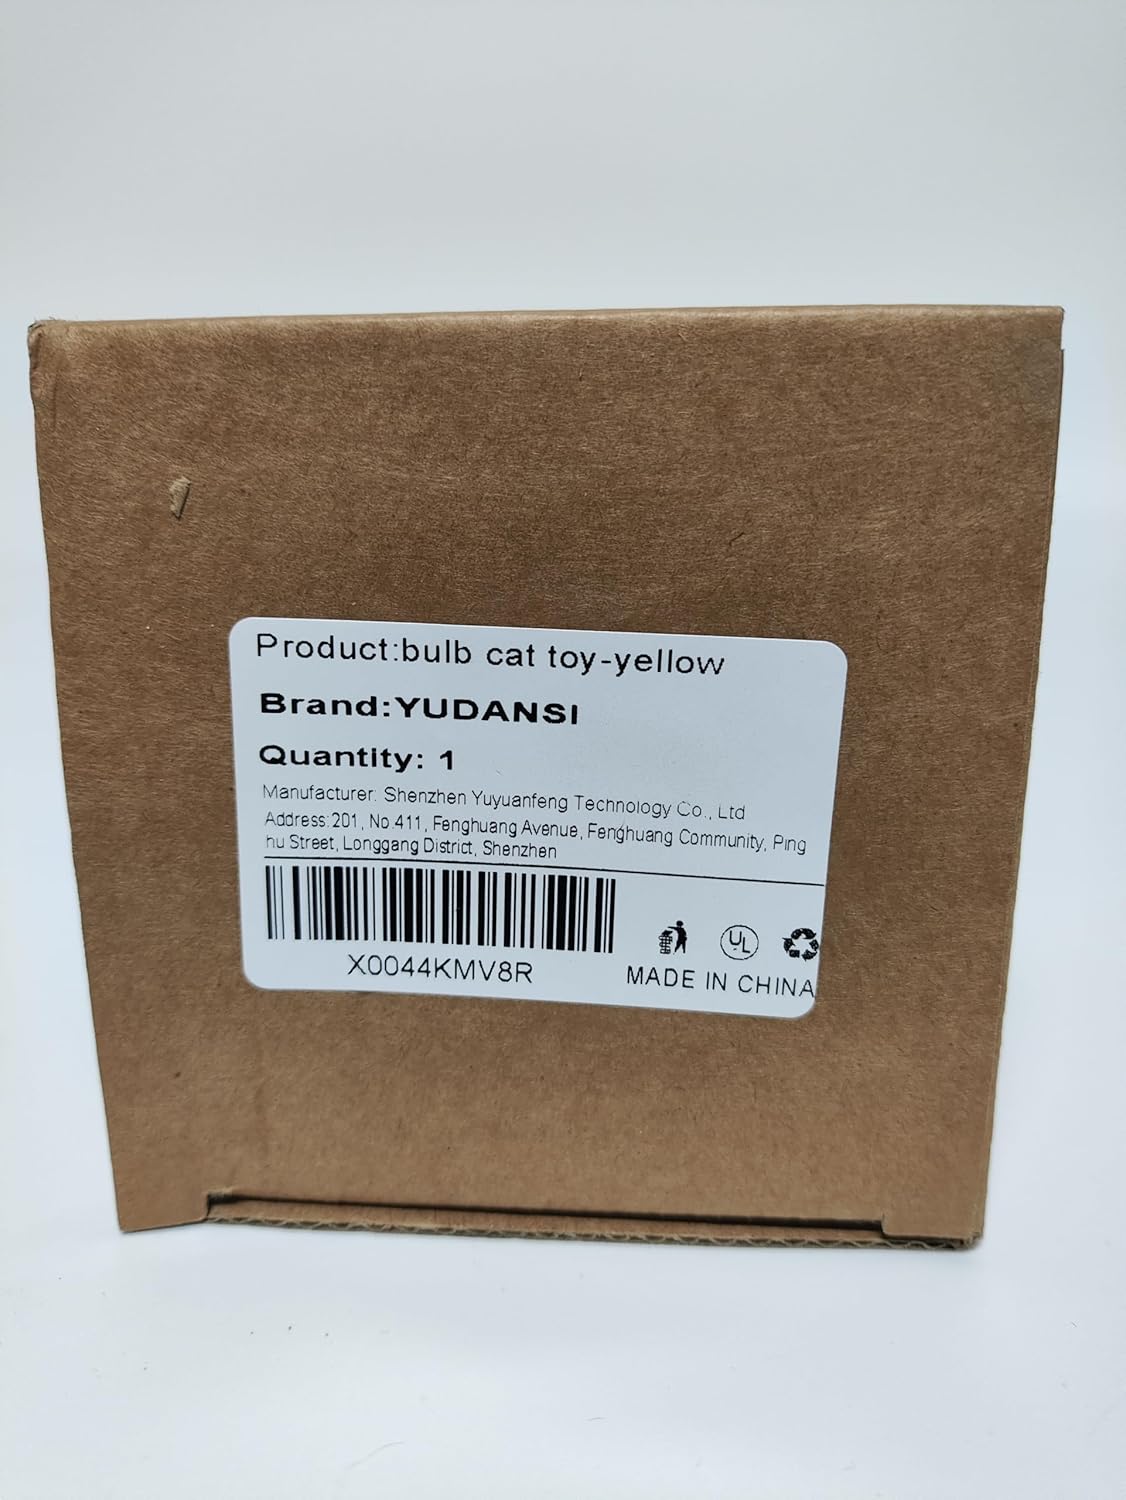 Product:bulb cat toy-yellow
Brand:YUDANSI
Quantity: 1
Manufacturer: Shenzhen Yuyuanfeng Technology Co., Ltd
Address:201, No.411, Fenghuang Avenue, Fenghuang Community, Ping
hu Street, Longgang District, Shenzhen
UL
X0044KMV8R
MADE IN CHINA